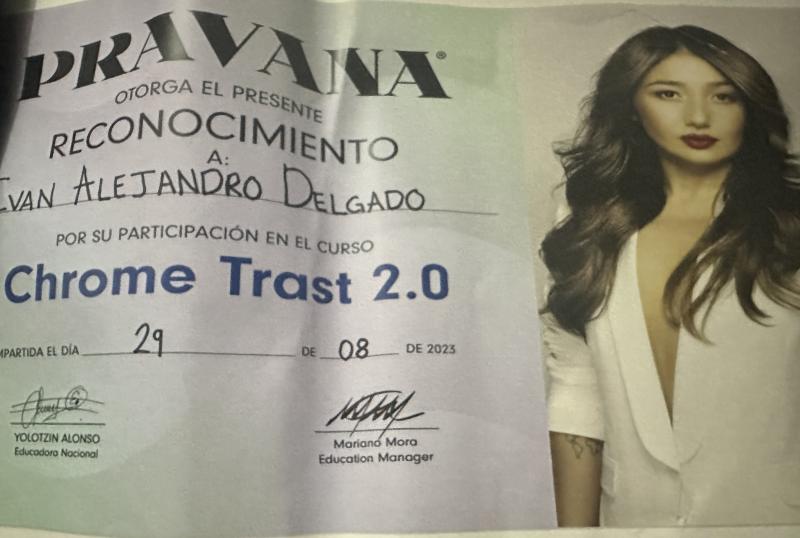 PRAVANA®
OTORGA EL PRESENTE
RECONOCIMIENTO
A:
IVAN ALEJANDRO DELGADO
POR SU PARTICIPACIÓN EN EL CURSO
Chrome Trast 2.0
MPARTIDA EL DÍA 29 DE 08 DE 2023
YOLOTZIN ALONSO
Educadora Nacional
Mariano Mora
Education Manager